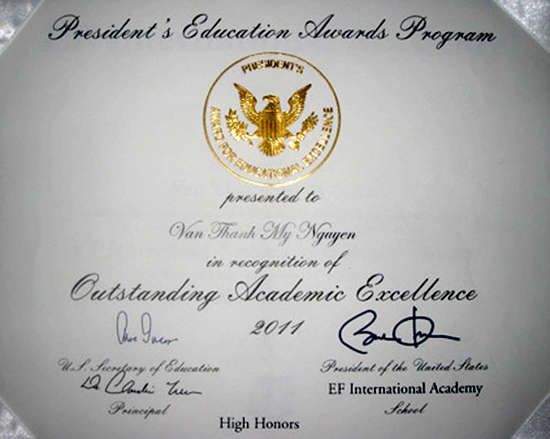 President's Education Awards Program
PRESIDENT'S
AWARD FOR EDUCATIONAL EXCELLENCE
presented to
Van Thanh My Nguyen
in recognition of
Outstanding Academic Excellence
2011
U.S. Secretary of Education
President of the United States
Principal
EF International Academy
School
High Honors